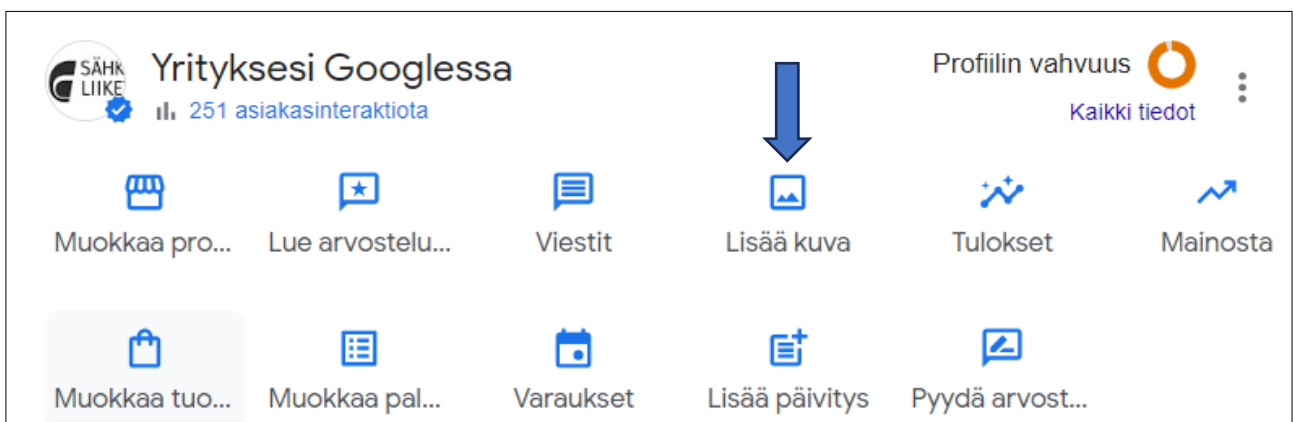 SÄHK
LIIKE
Yrityksesi Googlessa
251 asiakasinteraktiota
Profiilin vahvuus
Kaikki tiedot
Muokkaa pro... Lue arvostelu... Viestit Lisää kuva Tulokset Mainosta
Muokkaa tuo... Muokkaa pal... Varaukset Lisää päivitys Pyydä arvost...